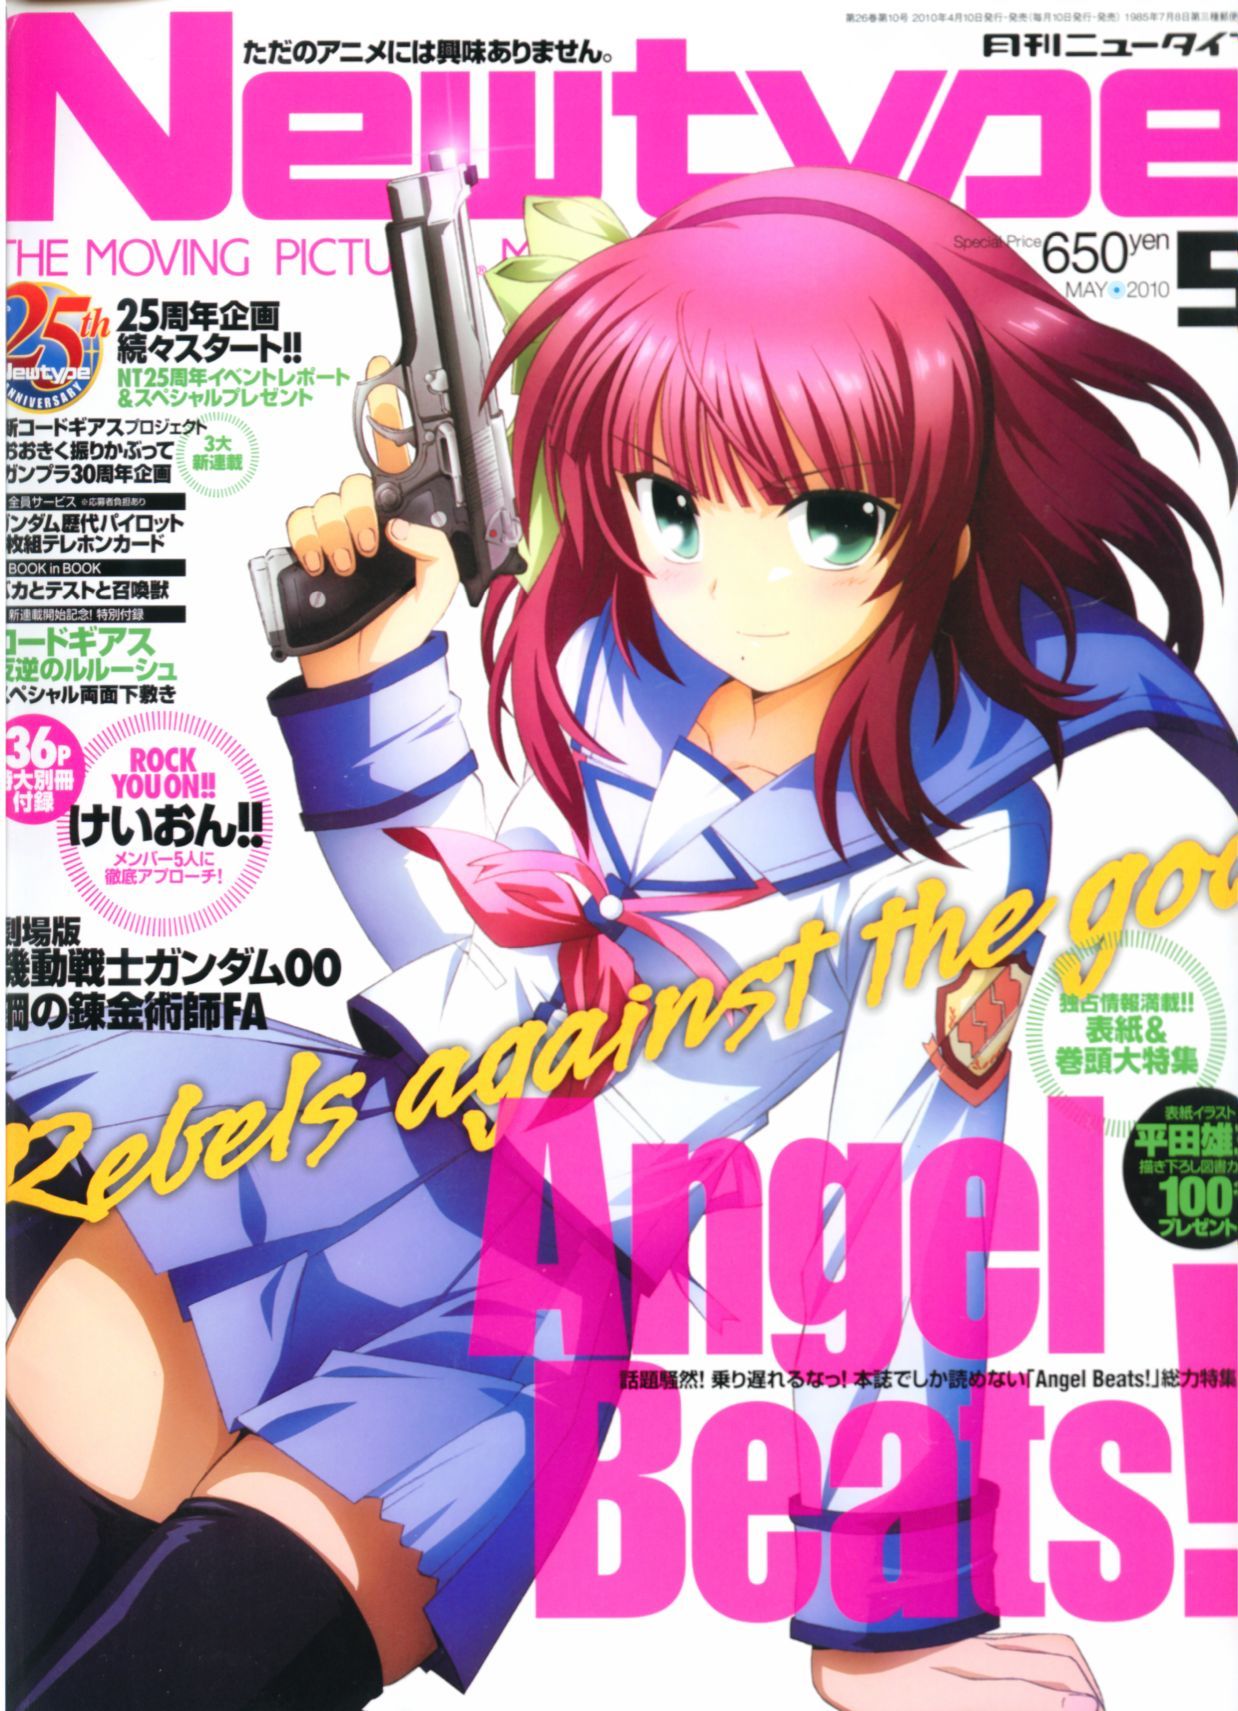 第26巻第10号 2010年4月10日発行・発売(毎月10日発行・発売) 1985年7月8日第三種郵便
ただのアニメには興味ありません。
月刊ニュータイプ
Newtype
THE MOVING PICTU
Special Price 650yen
MAY 2010
5
25th
Newtype
ANNIVERSARY
25周年企画
続々スタート!!
NT25周年イベントレポート
&スペシャルプレゼント
新コードギアスプロジェクト
おおきく振りかぶって
ガンプラ30周年企画
3大
新連載
全員サービス ※応募者負担あり
ガンダム歴代パイロット
枚組テレホンカード
BOOK in BOOK
バカとテストと召喚獣
新連載開始記念! 特別付録
コードギアス
反逆のルルーシュ
スペシャル両面下敷き
36P
特大別冊
付録
ROCK
YOU ON!!
けいおん!!
メンバー5人に
徹底アプローチ!
劇場版
機動戦士ガンダム00
鋼の錬金術師FA
Rebels against the god
独占情報満載!!
表紙&
巻頭大特集
表紙イラスト
平田雄
描き下ろし図書カ
100
プレゼント
Angel
話題騒然! 乗り遅れるなっ! 本誌でしか読めない「Angel Beats!」総力特集
Beats!